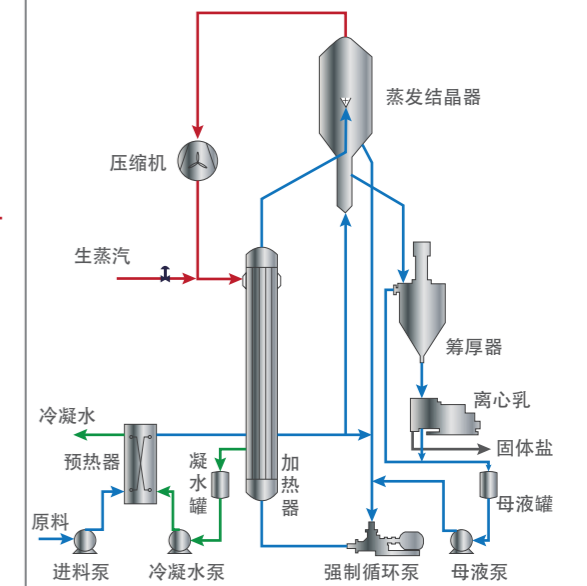 蒸发结晶器
压缩机
生蒸汽
筹厚器
离心乳
冷凝水
固体盐
预热器
凝水罐
加热器
母液罐
原料
进料泵
冷凝水泵
强制循环泵
母液泵